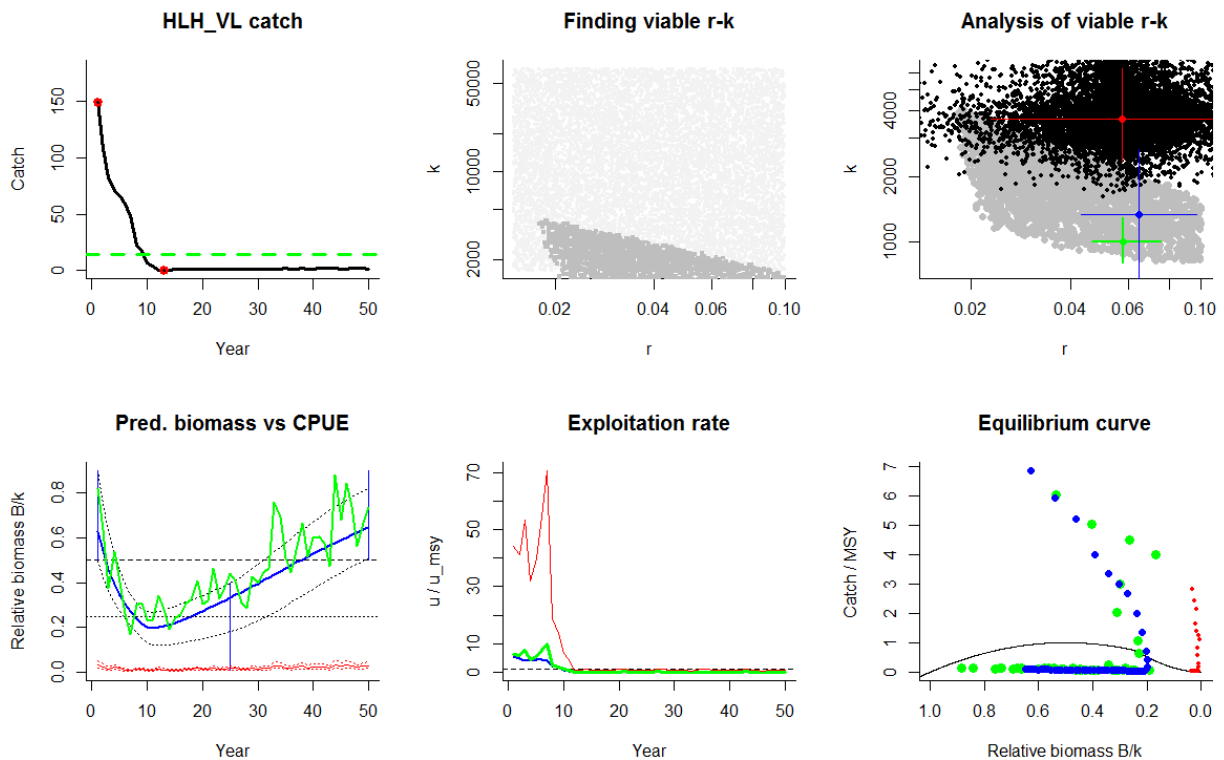 HLH_VL catch
Catch
150
100
50
0
0 10 20 30 40 50
Year
Finding viable r-k
k
50000
10000
2000
0.02 0.04 0.06 0.10
r
Analysis of viable r-k
k
4000
2000
1000
0.02 0.04 0.06 0.10
r
Pred. biomass vs CPUE
Relative biomass B/k
0.8
0.6
0.4
0.2
0.0
0 10 20 30 40 50
Year
Exploitation rate
u / u_msy
70
50
30
10
0
0 10 20 30 40 50
Year
Equilibrium curve
Catch / MSY
7
6
5
4
3
2
1
0
1.0 0.8 0.6 0.4 0.2 0.0
Relative biomass B/k